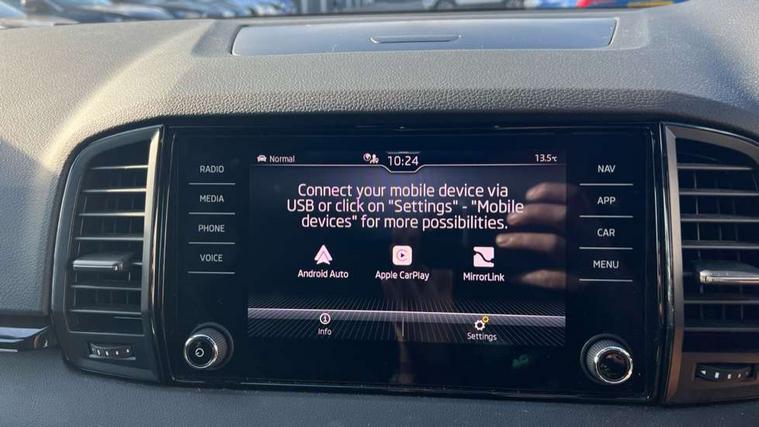 Normal 10:24 13.5°C
RADIO
MEDIA
PHONE
VOICE
Connect your mobile device via
USB or click on "Settings" - "Mobile
devices" for more possibilities.
Android Auto Apple CarPlay MirrorLink
Info Settings
NAV
APP
CAR
MENU